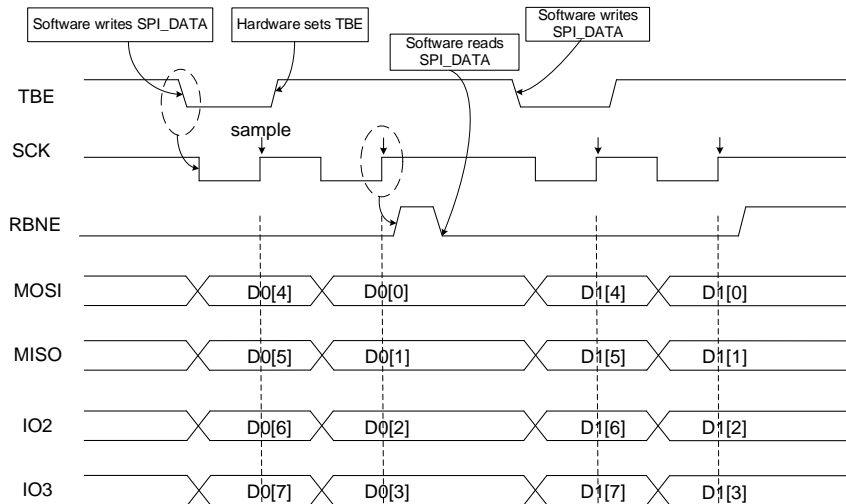 Software writes SPI_DATA
Hardware sets TBE
Software writes
SPI_DATA
Software reads
SPI_DATA
TBE
sample
SCK
RBNE
MOSI D0[4] D0[0] D1[4] D1[0]
MISO D0[5] D0[1] D1[5] D1[1]
IO2 D0[6] D0[2] D1[6] D1[2]
IO3 D0[7] D0[3] D1[7] D1[3]